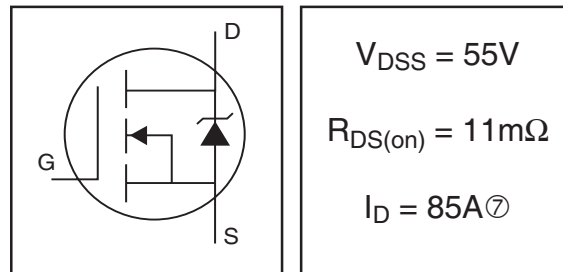 D
G
S
V_DSS = 55V
R_DS(on) = 11mΩ
I_D = 85A⑦